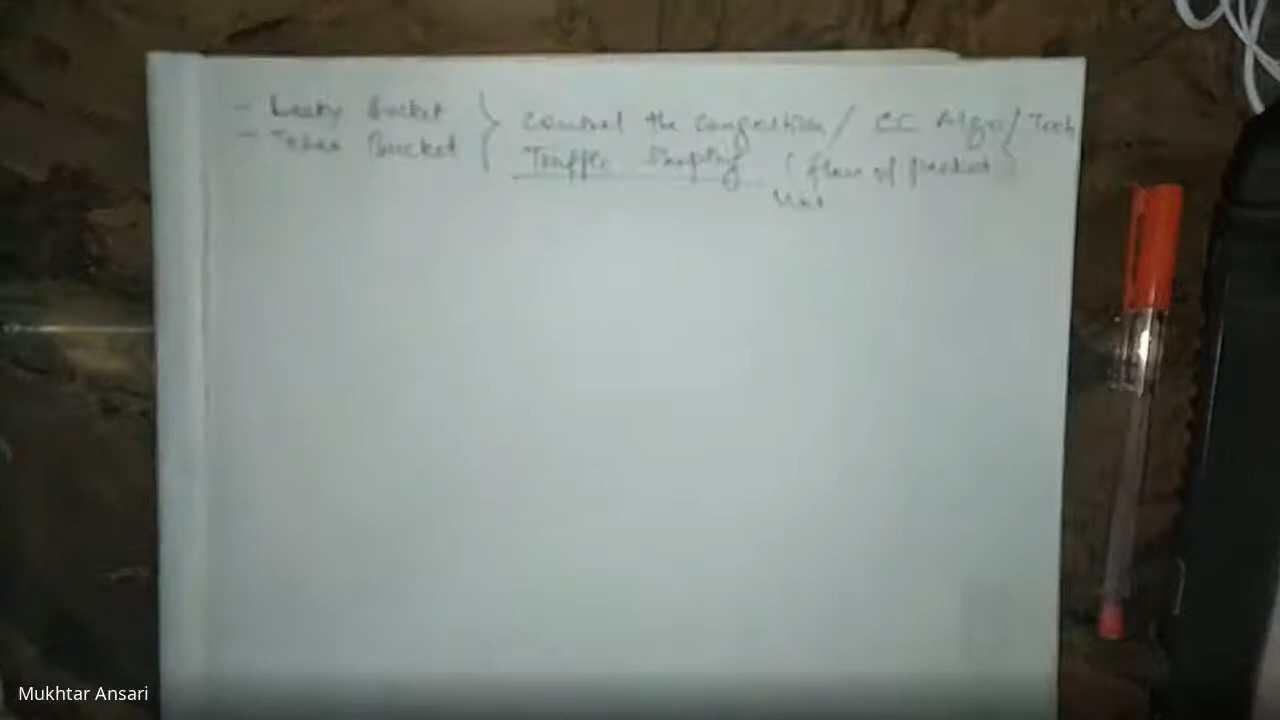 - Leaky Bucket
- Token Bucket
} Control the Congestion / CC Algo / Tech
Traffic Shaping (flow of packet)
Mukhtar Ansari